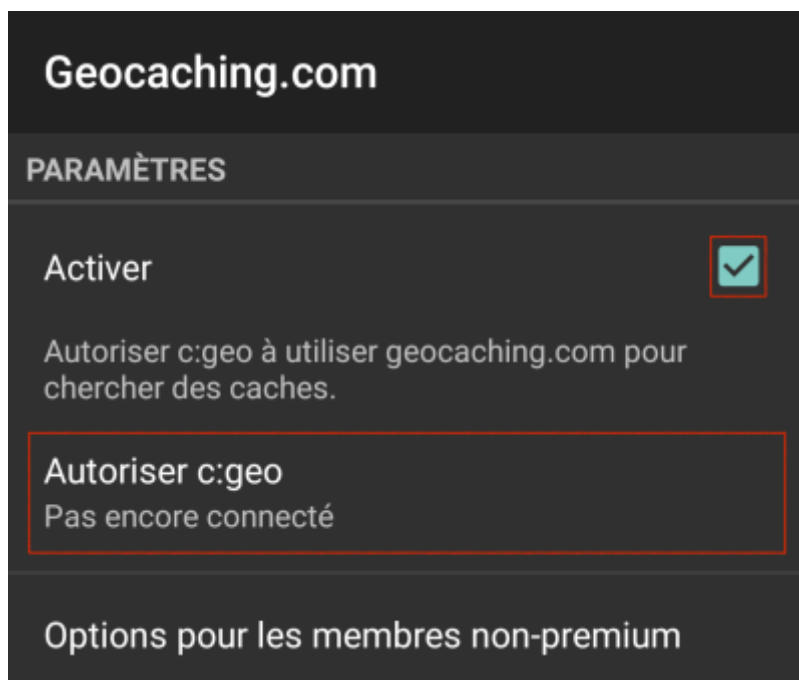 Geocaching.com
PARAMÈTRES
Activer
Autoriser c:geo à utiliser geocaching.com pour
chercher des caches.
Autoriser c:geo
Pas encore connecté
Options pour les membres non-premium